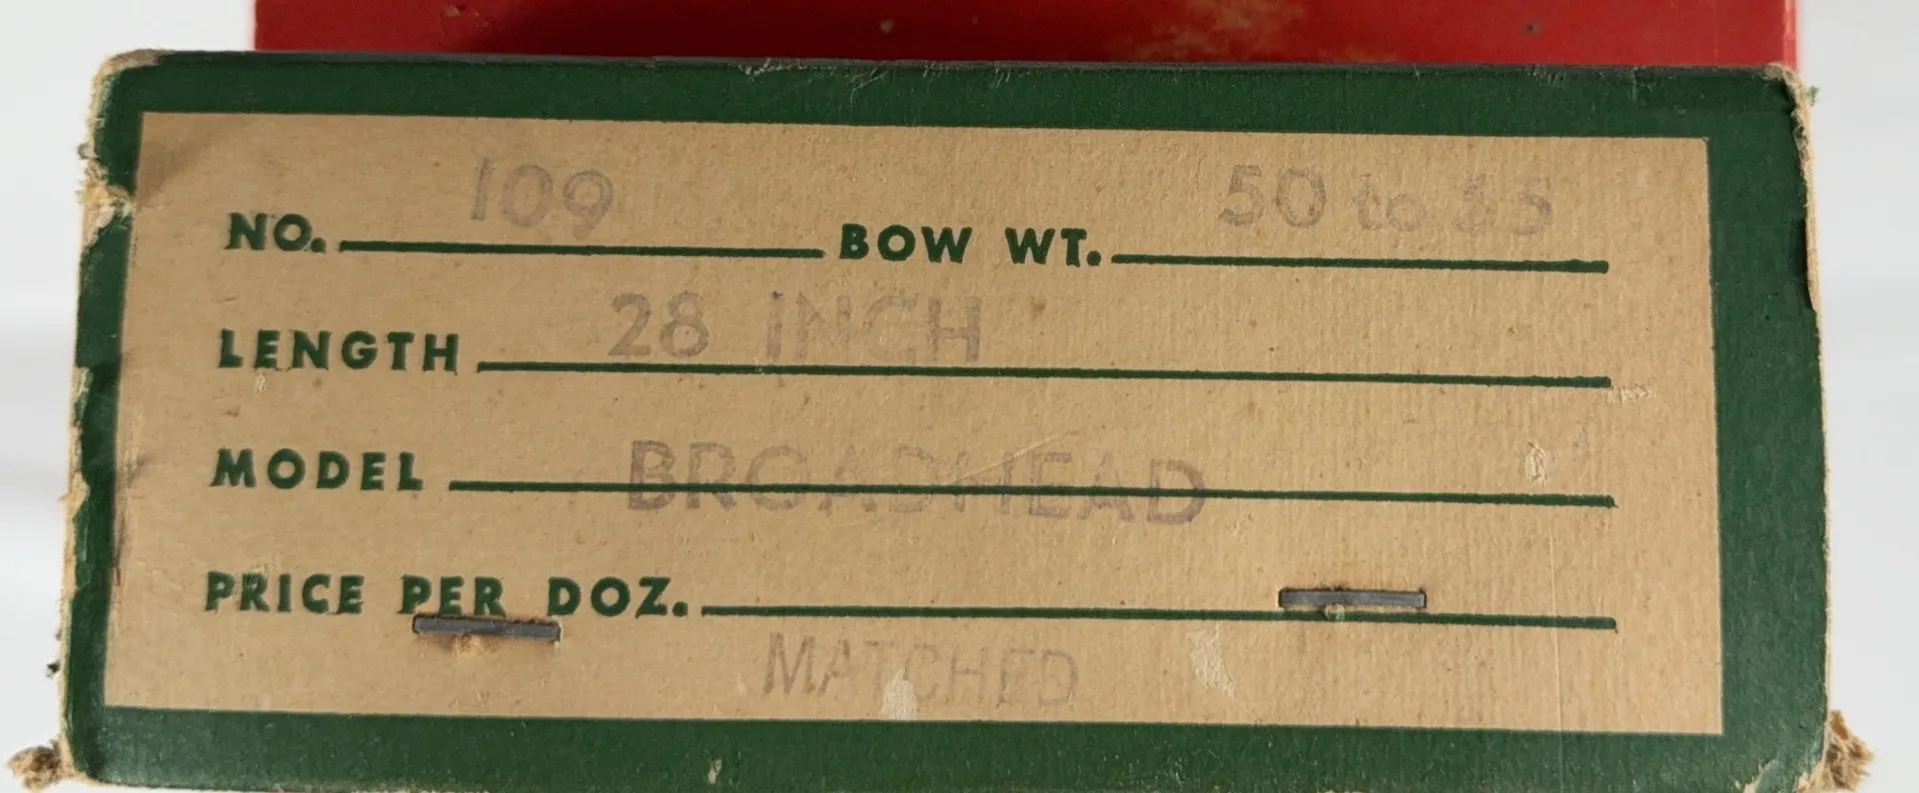 NO. 109 BOW WT. 50 to 55
LENGTH 28 INCH
MODEL BROADHEAD
PRICE PER DOZ.
MATCHED